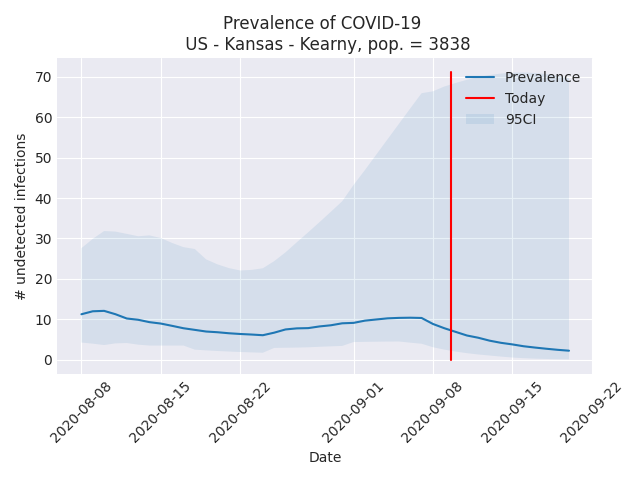 Prevalence of COVID-19
US - Kansas - Kearny, pop. = 3838
70
60
50
40
30
20
10
0
# undetected infections
Prevalence
Today
95CI
2020-08-08
2020-08-15
2020-08-22
2020-09-01
2020-09-08
2020-09-15
2020-09-22
Date